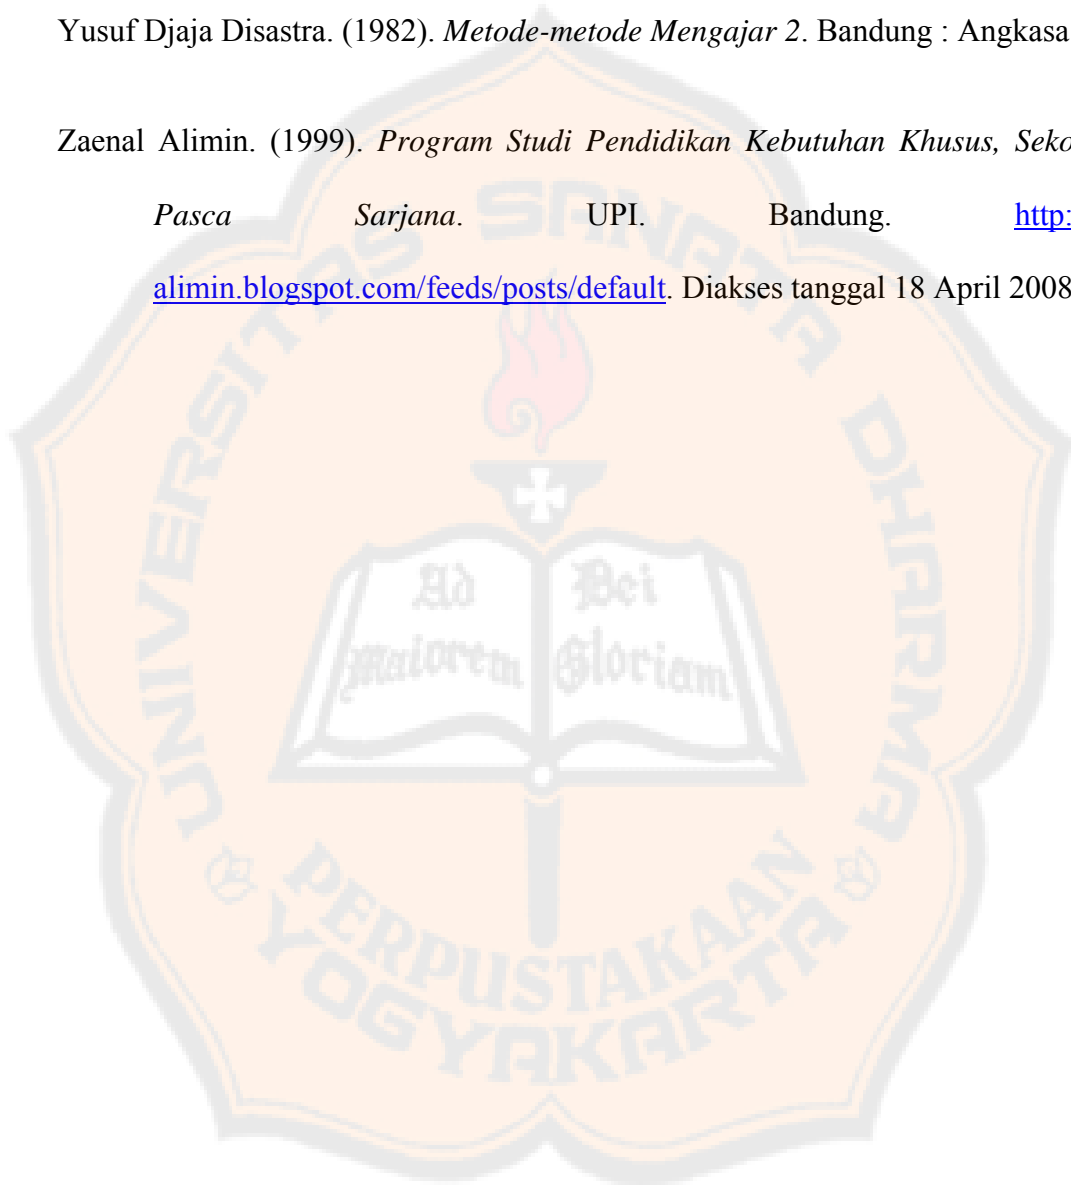 Yusuf Djaja Disastra. (1982). Metode-metode Mengajar 2. Bandung : Angkasa
Zaenal Alimin. (1999). Program Studi Pendidikan Kebutuhan Khusus, Seko
Pasca Sarjana. UPI. Bandung. http:
alimin.blogspot.com/feeds/posts/default. Diakses tanggal 18 April 2008
UNIVERSITAS SANATA DHARMA
Ad Dei
Maiorem Gloriam
PERPUSTAKAAN
YOGYAKARTA